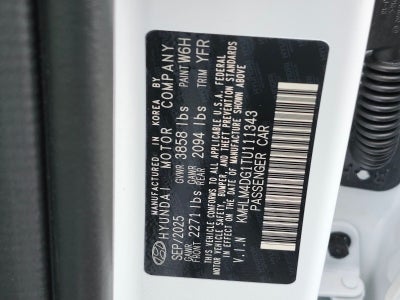 MANUFACTURED IN KOREA BY
HYUNDAI MOTOR COMPANY
SEP/2025 GVWR 3858 lbs PAINT W6H
GAWR FRONT 2271 lbs GAWR REAR 2094 lbs TRIM YFR
THIS VEHICLE CONFORMS TO ALL APPLICABLE U.S. FEDERAL
MOTOR VEHICLE SAFETY, BUMPER, AND THEFT PREVENTION STANDARDS
IN EFFECT ON THE DATE OF MANUFACTURE SHOWN ABOVE
V.I.N KMHLM4DG1TU111343
PASSENGER CAR